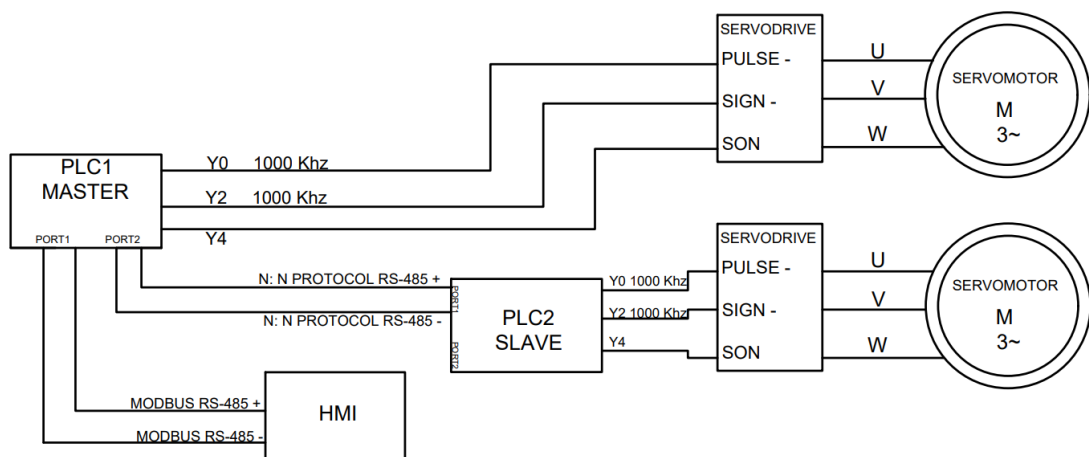 SERVODRIVE
PULSE -
SIGN -
SON
U
V
W
SERVOMOTOR
M
3~
PLC1
MASTER
PORT1
PORT2
Y0 1000 Khz
Y2 1000 Khz
Y4
N: N PROTOCOL RS-485 +
N: N PROTOCOL RS-485 -
PORT1
PORT2
PLC2
SLAVE
Y0 1000 Khz
Y2 1000 Khz
Y4
SERVODRIVE
PULSE -
SIGN -
SON
U
V
W
SERVOMOTOR
M
3~
MODBUS RS-485 +
MODBUS RS-485 -
HMI